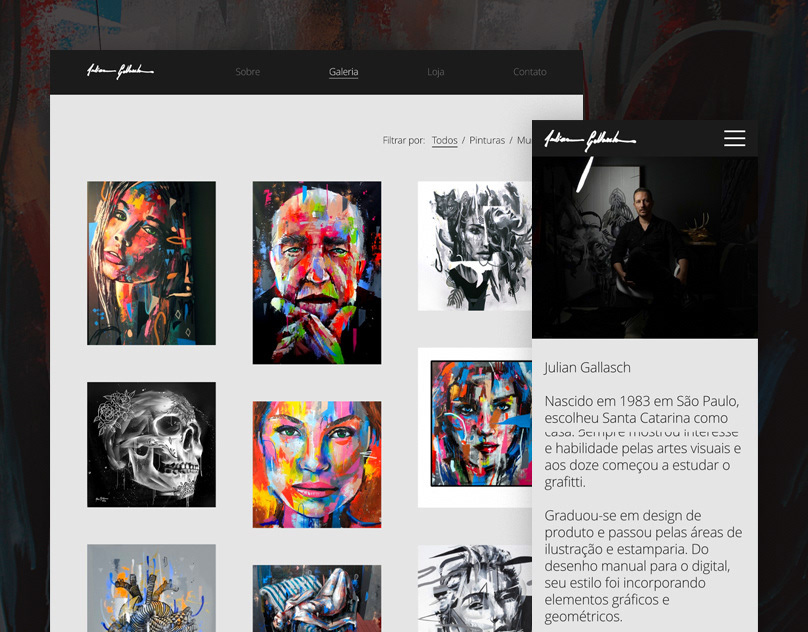 Julian Gallasch
Sobre
Galeria
Loja
Contato
Filtrar por: Todos / Pinturas /
Julian Gallasch
Julian Gallasch
Nascido em 1983 em São Paulo,
escolheu Santa Catarina como
casa. Sempre mostrou interesse
e habilidade pelas artes visuais e
aos doze começou a estudar o
grafitti.
Graduou-se em design de
produto e passou pelas áreas de
ilustração e estamparia. Do
desenho manual para o digital,
seu estilo foi incorporando
elementos gráficos e
geométricos.